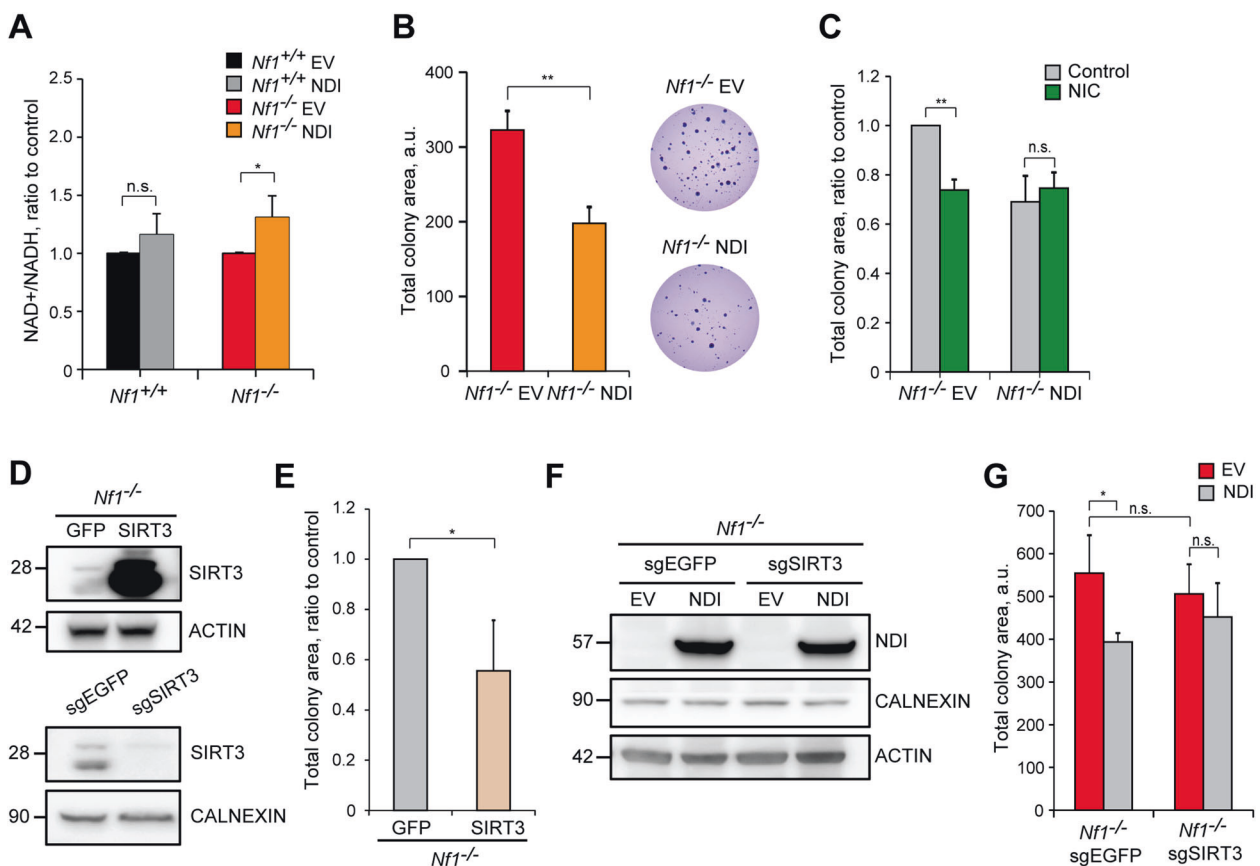 A
Nf1+/+ EV
Nf1+/+ NDI
Nf1-/- EV
Nf1-/- NDI
NAD+/NADH, ratio to control
2.5
2.0
1.5
1.0
0.5
0
n.s.
*
Nf1+/+
Nf1-/-
B
Total colony area, a.u.
400
300
200
300
0
**
Nf1-/- EV
Nf1-/- NDI
Nf1-/- EV
Nf1-/- NDI
C
Control
NIC
Total colony area, ratio to control
1.2
1.0
0.8
0.6
0.4
0.2
0
**
n.s.
Nf1-/- EV
Nf1-/- NDI
D
Nf1-/-
GFP SIRT3
28 SIRT3
42 ACTIN
sgEGFP sgSIRT3
28 SIRT3
90 CALNEXIN
E
Total colony area, ratio to control
1.2
1.0
0.8
0.6
0.4
0.2
0
*
GFP SIRT3
Nf1-/-
F
Nf1-/-
sgEGFP sgSIRT3
EV NDI EV NDI
57 NDI
90 CALNEXIN
42 ACTIN
G
EV
NDI
Total colony area, a.u.
700
600
500
400
300
200
100
0
*
n.s.
n.s.
Nf1-/-
sgEGFP
Nf1-/-
sgSIRT3